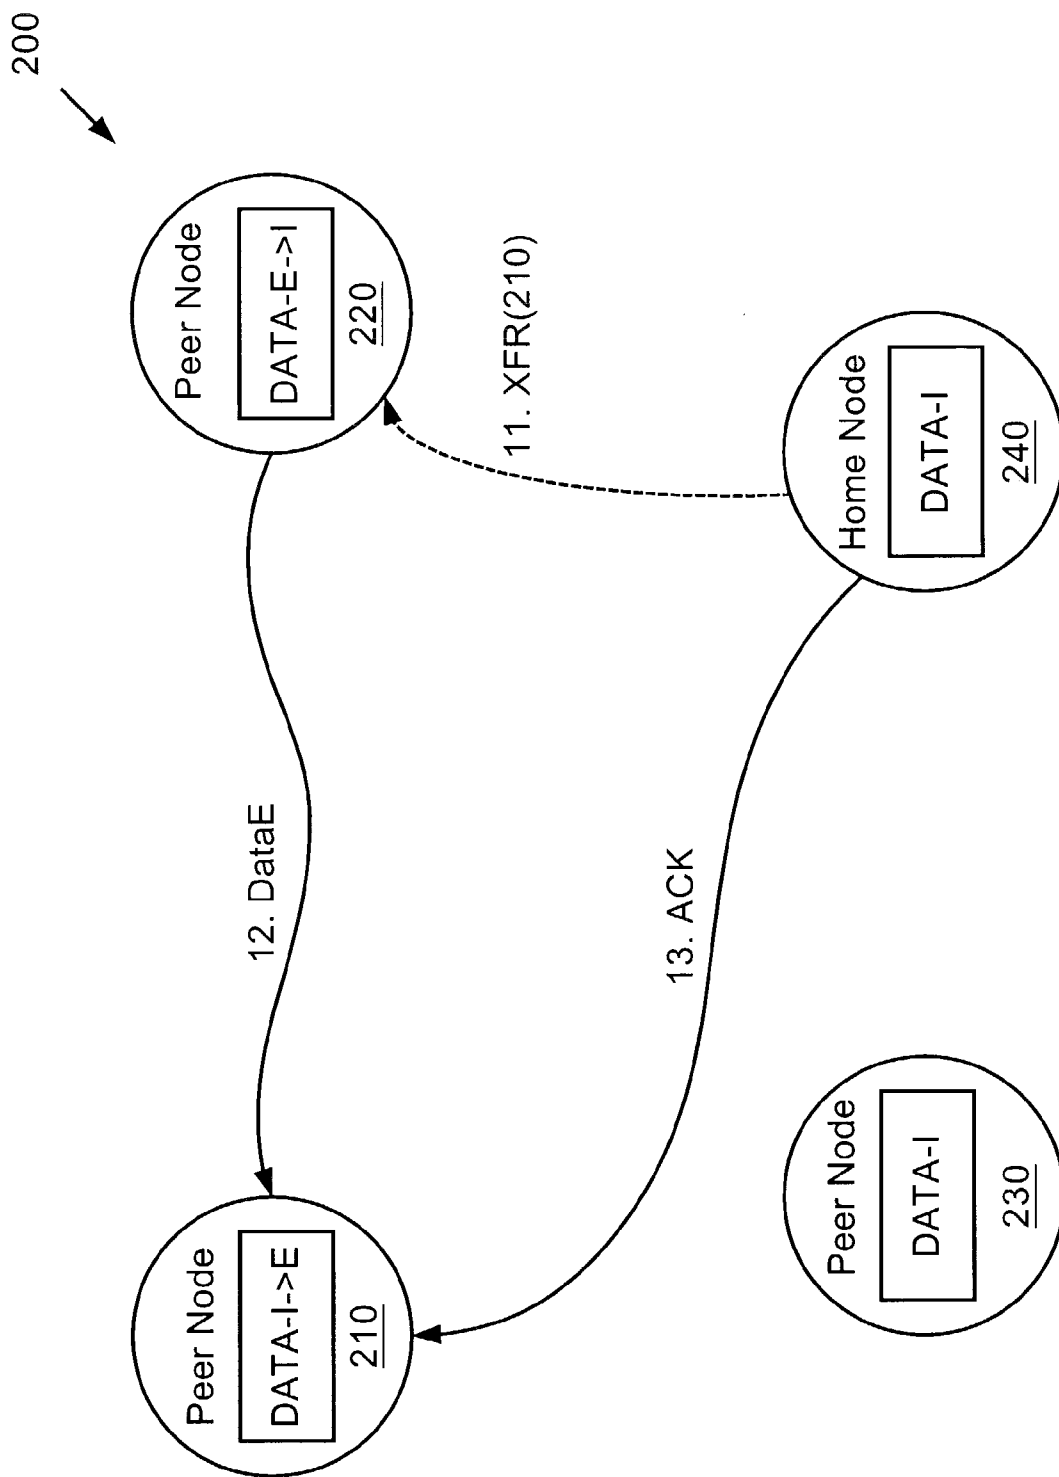 200
Peer Node
DATA-I->E
210
12. DataE
Peer Node
DATA-E->I
220
11. XFR(210)
13. ACK
Peer Node
DATA-I
230
Home Node
DATA-I
240